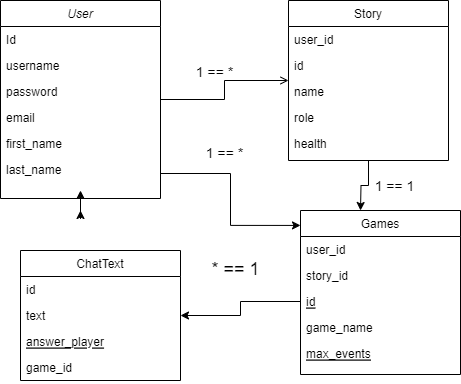 User
Id
username
password
email
first_name
last_name
Story
user_id
id
name
role
health
1 == *
1 == *
1 == 1
Games
user_id
story_id
id
game_name
max_events
* == 1
ChatText
id
text
answer_player
game_id